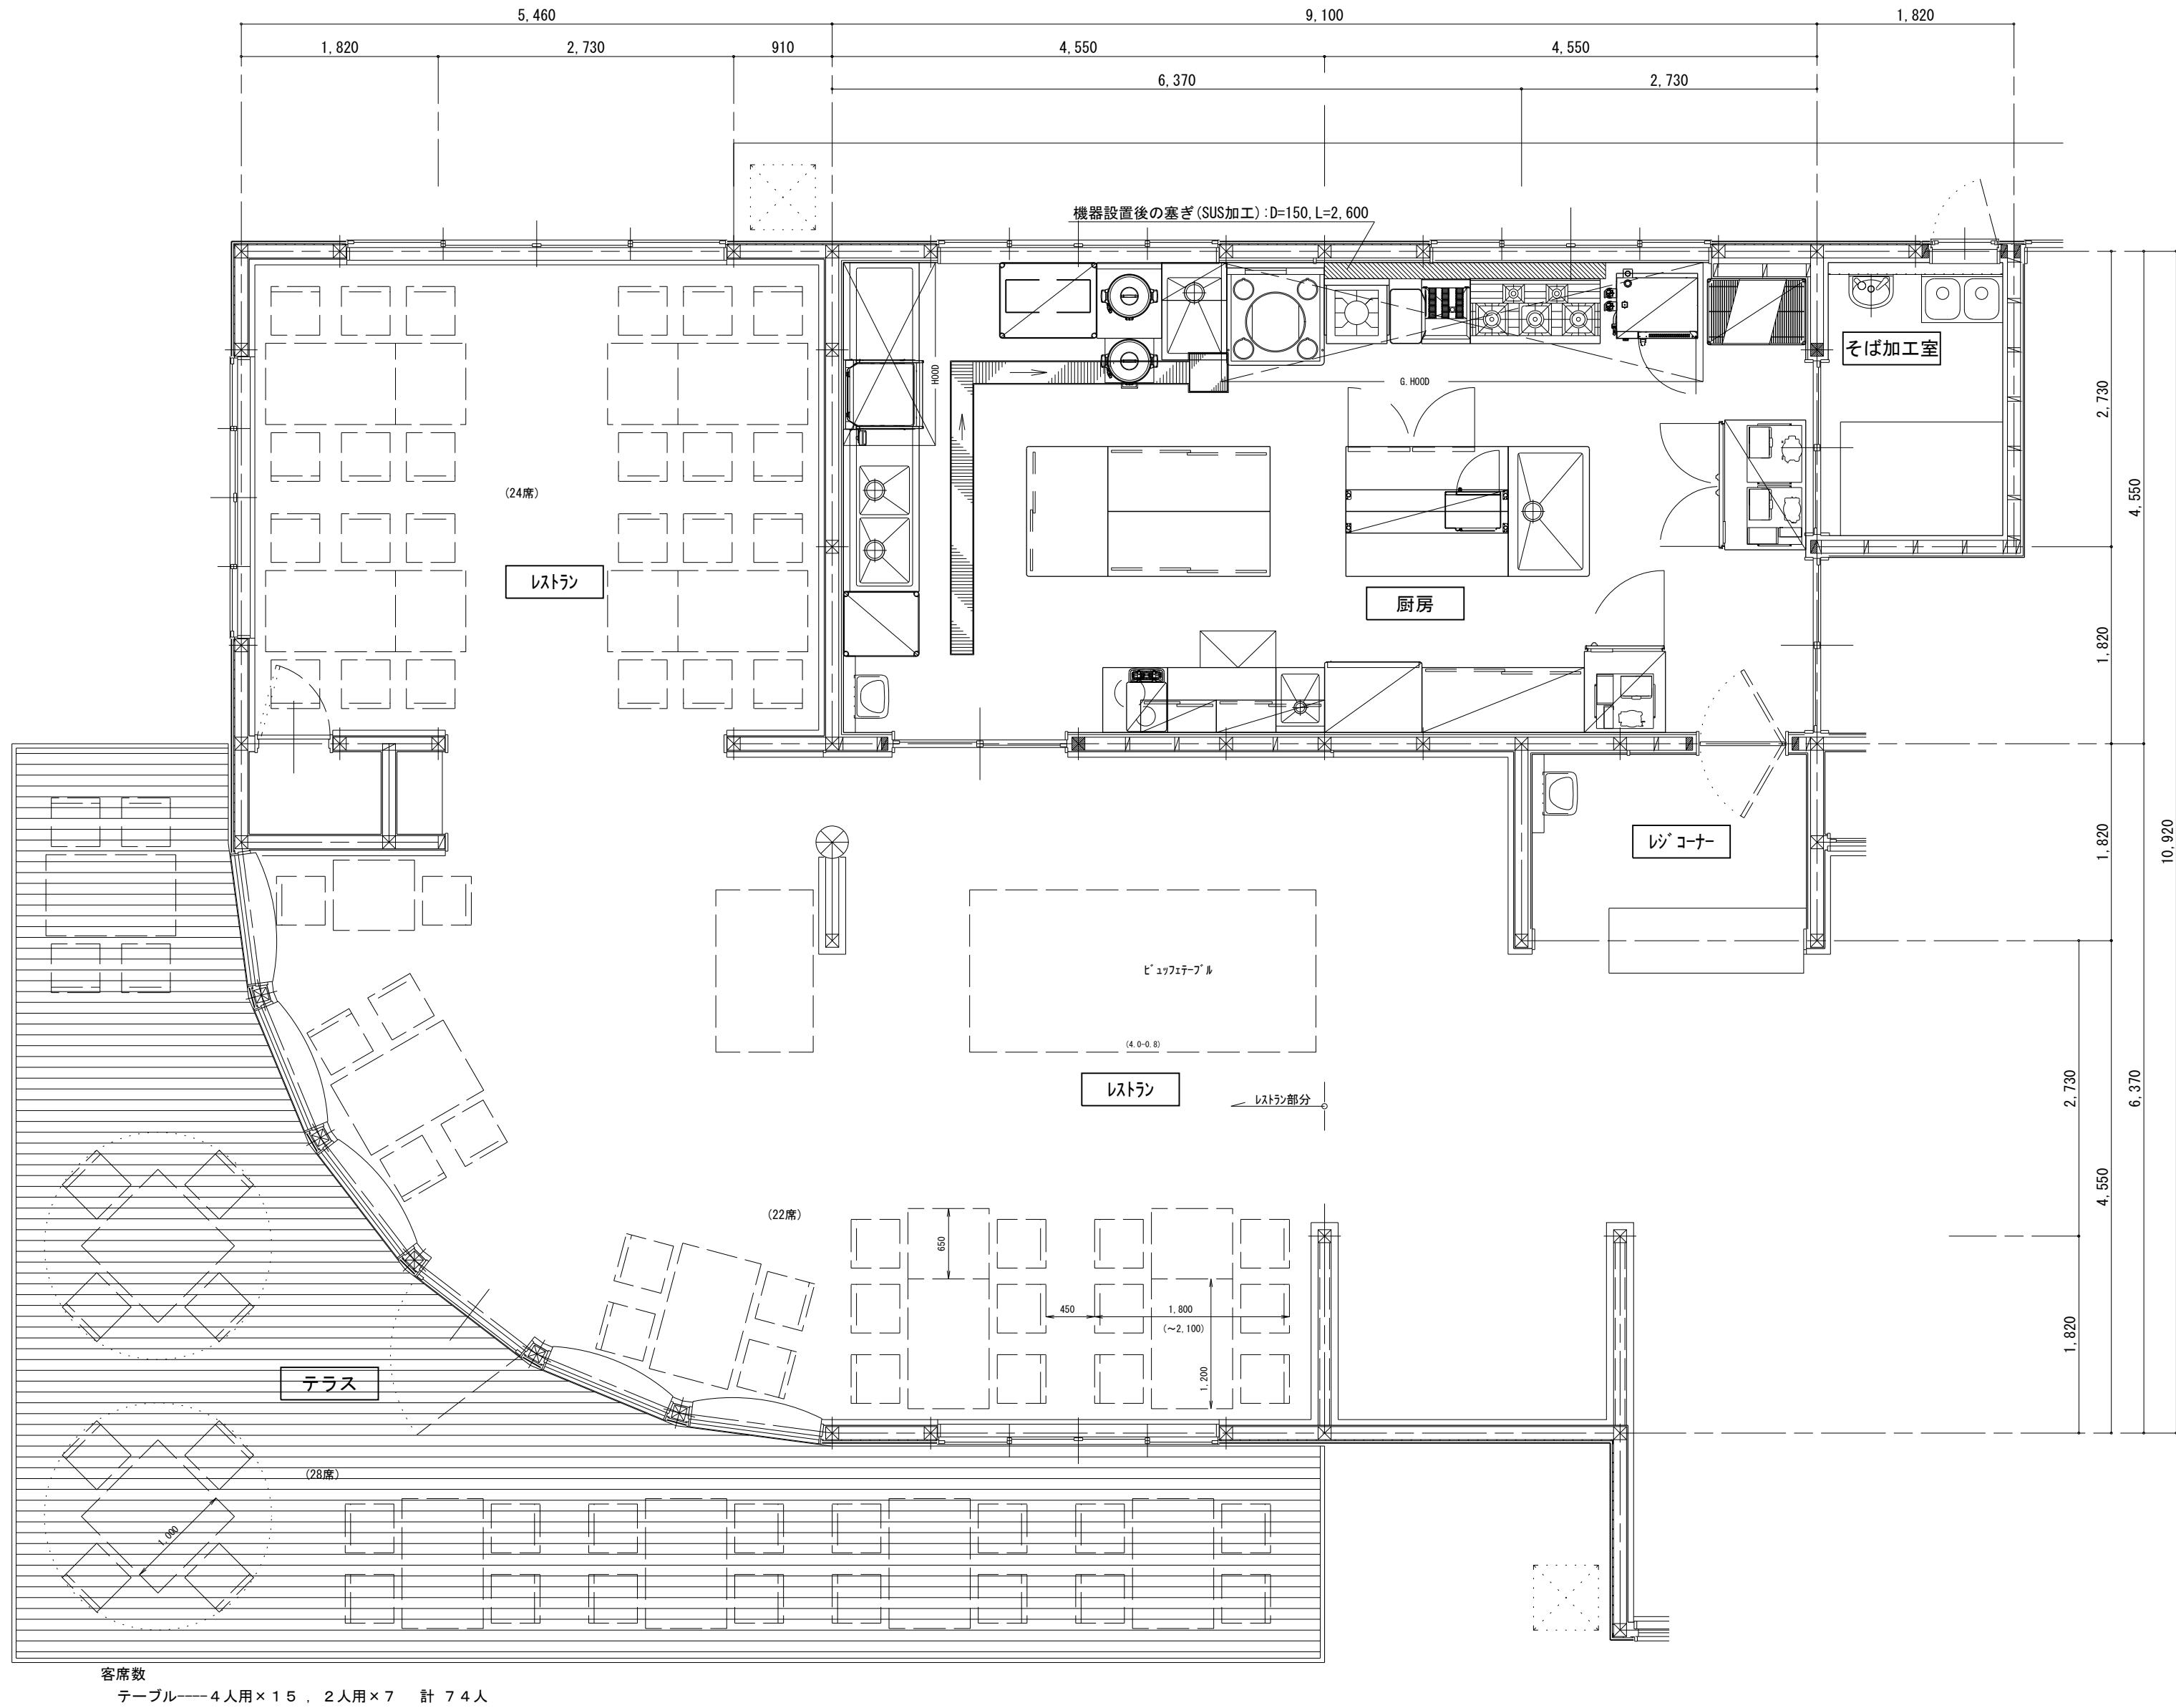 5,460
9,100
1,820
1,820
2,730
910
4,550
4,550
6,370
2,730
機器設置後の塞ぎ(SUS加工):D=150,L=2,600
HOOD
G.HOOD
そば加工室
(24席)
レストラン
厨房
2,730
4,550
1,820
レジコーナー
1,820
10,920
ビュッフェテーブル
(4.0-0.8)
レストラン
レストラン部分
2,730
6,370
4,550
(22席)
650
450
1,800
(~2,100)
1,200
1,820
テラス
(28席)
1,000
客席数
テーブル----4人用×15 , 2人用×7 計 74人